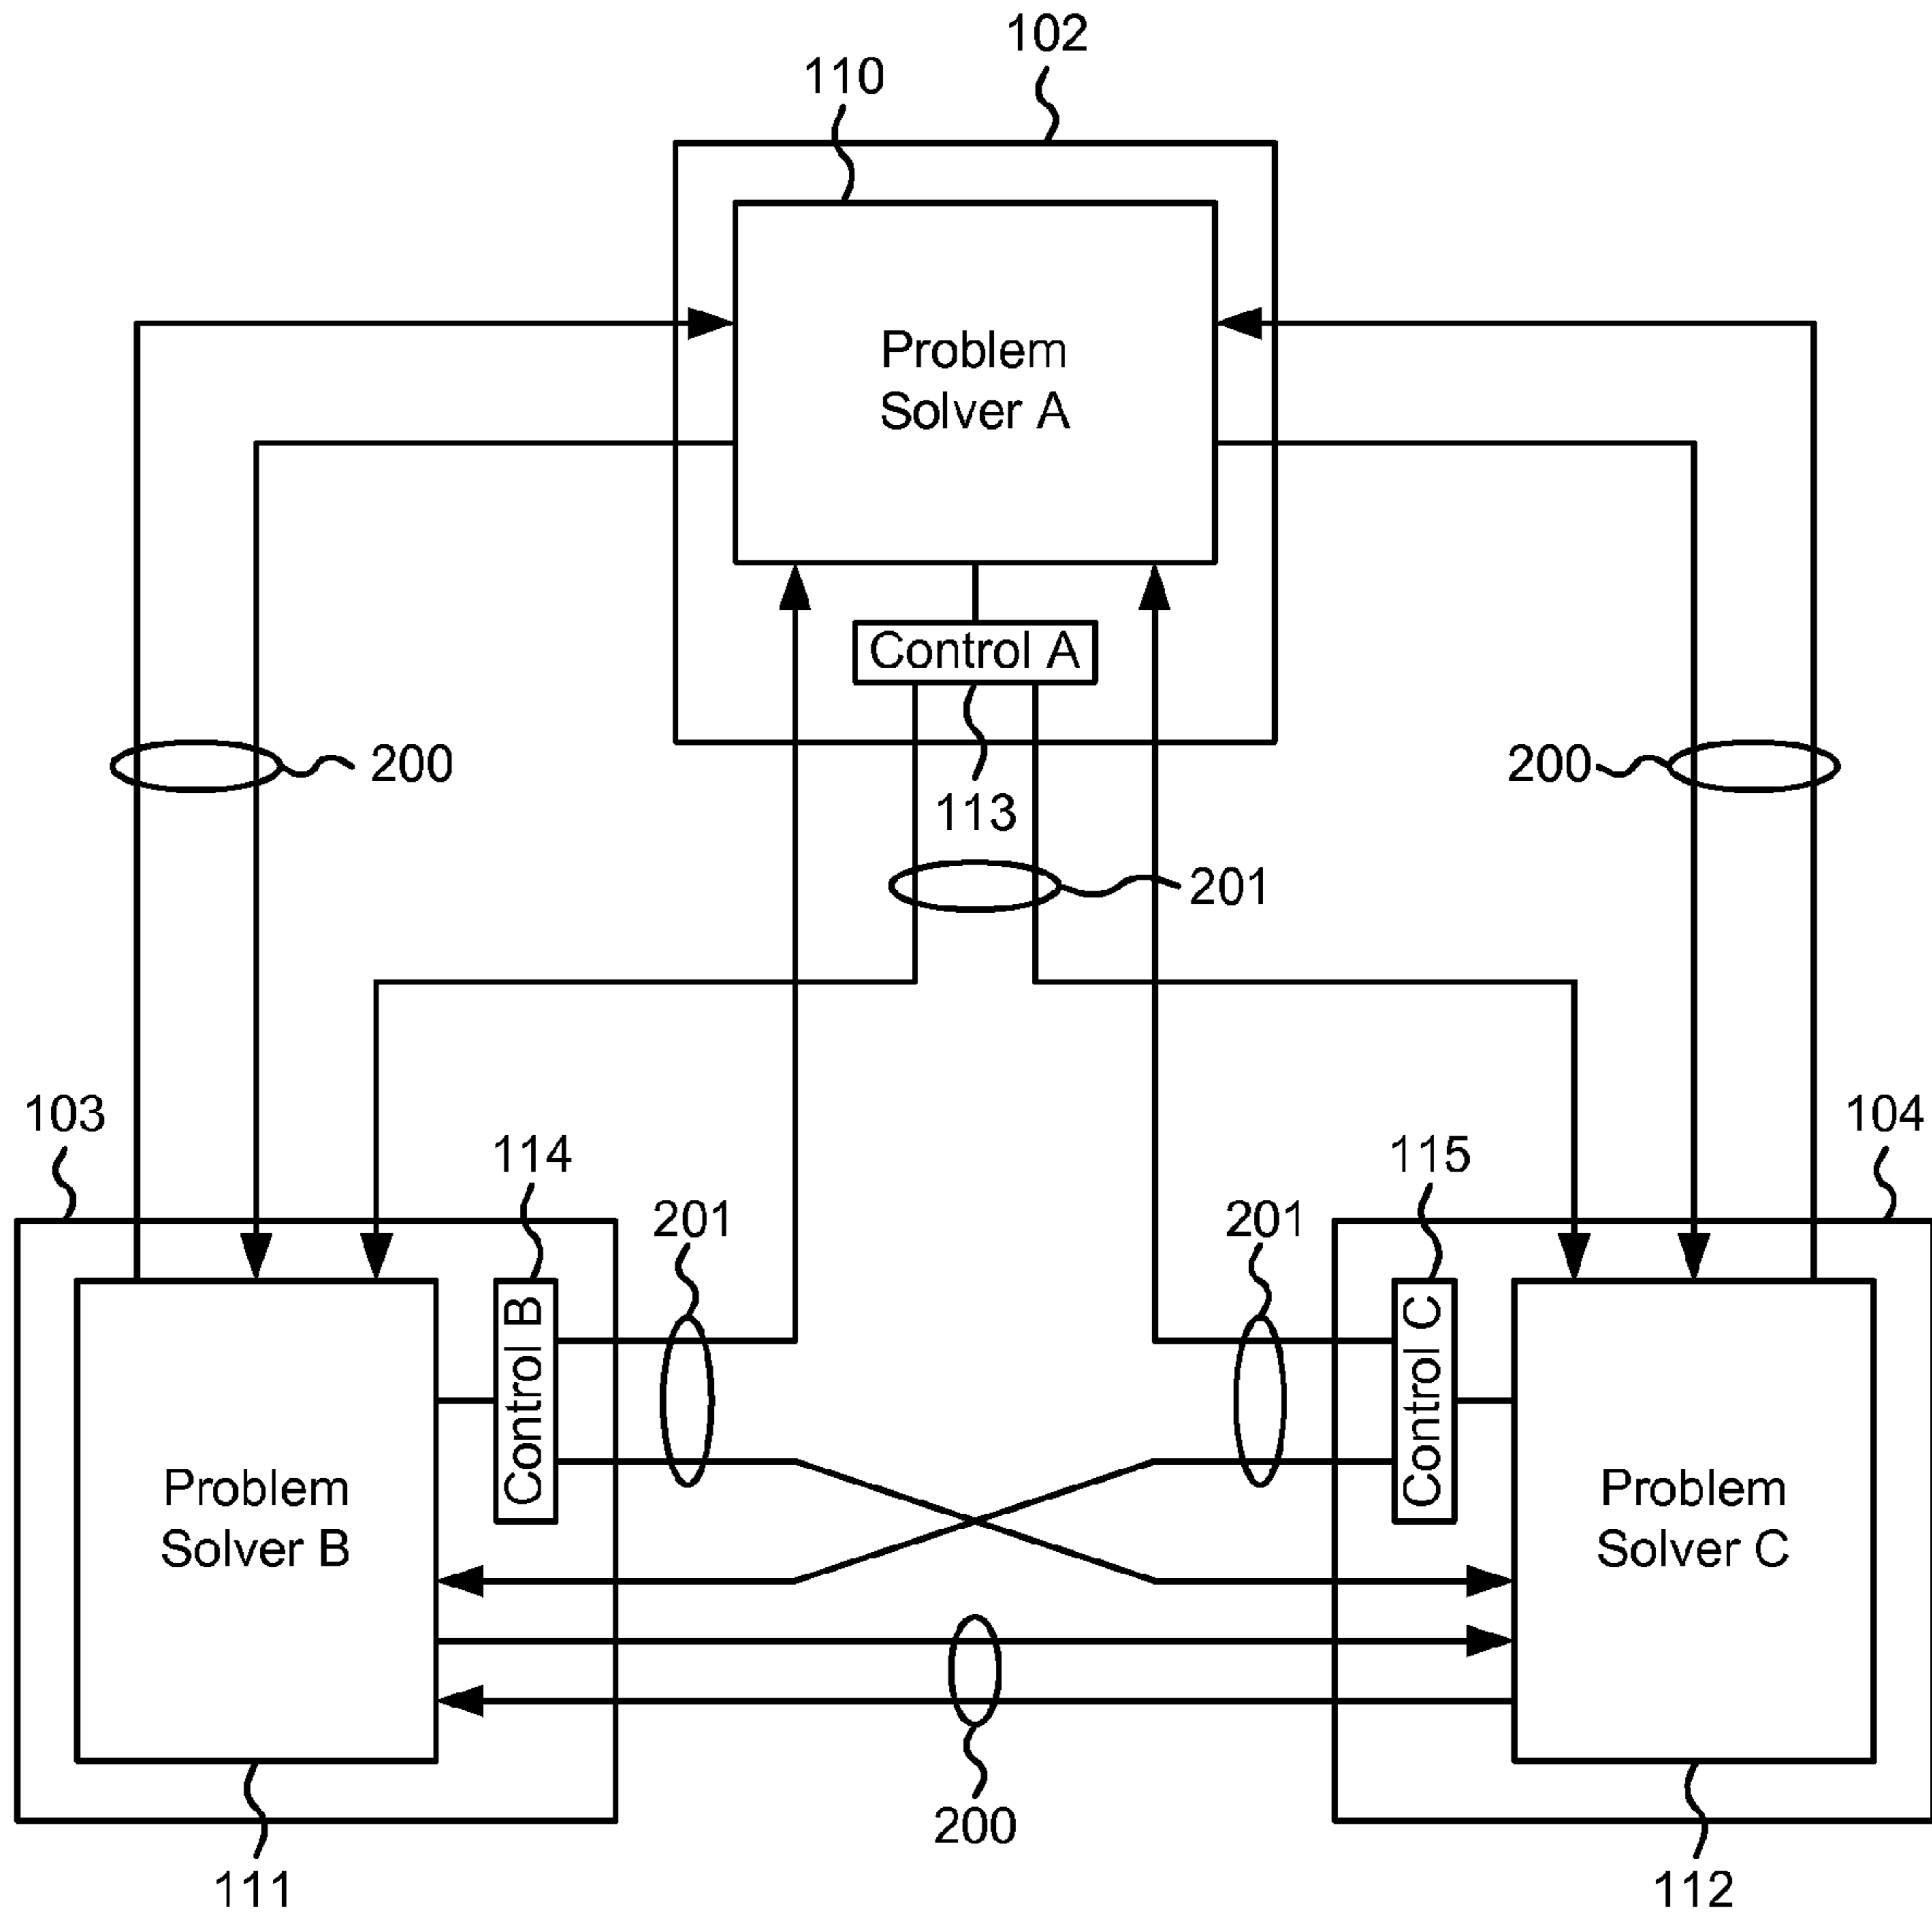 102
110
Problem
Solver A
Control A
200
200
113
201
103
104
114
115
201
201
Control B
Control C
Problem
Solver B
Problem
Solver C
200
111
112